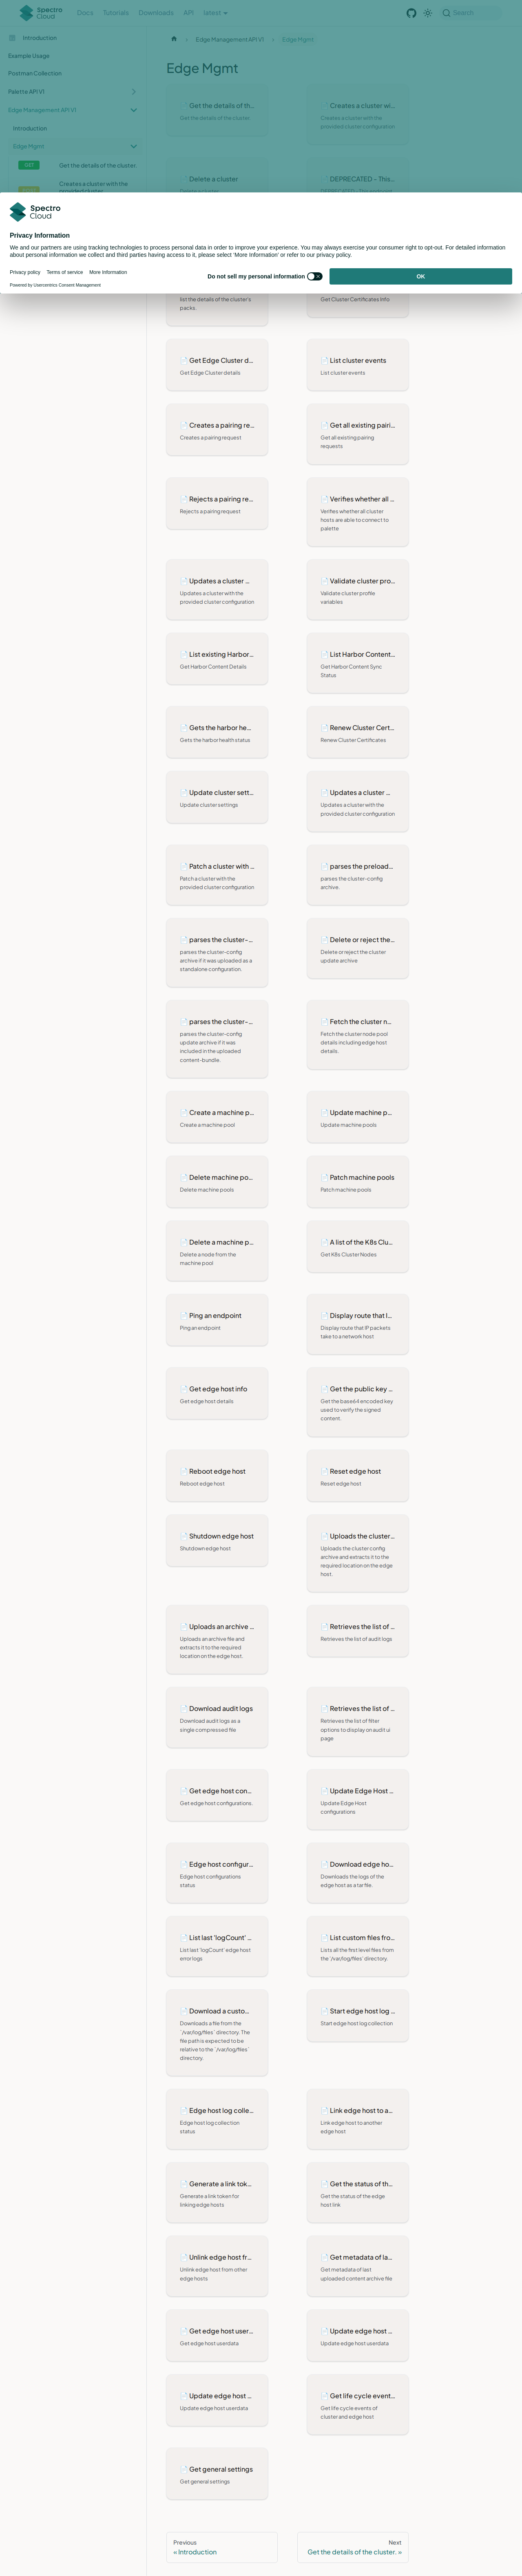 Spectro Cloud
Docs
Tutorials
Downloads
API
latest
Search
Introduction
Example Usage
Postman Collection
Palette API V1
Edge Management API V1
Introduction
Edge Mgmt
GET
Get the details of the cluster.
Creates a cluster with the
Edge Management API V1
Edge Mgmt
Edge Mgmt
Get the details of th...
Get the details of the cluster.
Creates a cluster wi...
Creates a cluster with the
provided cluster configuration
Delete a cluster
DEPRECATED - This...
Spectro
Cloud
Privacy Information
We and our partners are using tracking technologies to process personal data in order to improve your experience. You may always exercise your consumer right to opt-out. For detailed information
about personal information we collect and third parties having access to it, please select 'More Information' or refer to our privacy policy.
Privacy policy
Terms of service
More Information
Do not sell my personal information
OK
Powered by Usercentrics Consent Management
list the details of the cluster's
packs.
Get Cluster Certificates Info
Get Edge Cluster d...
Get Edge Cluster details
List cluster events
List cluster events
Creates a pairing re...
Creates a pairing request
Get all existing pairi...
Get all existing pairing
requests
Rejects a pairing re...
Rejects a pairing request
Verifies whether all ...
Verifies whether all cluster
hosts are able to connect to
palette
Updates a cluster ...
Updates a cluster with the
provided cluster configuration
Validate cluster pro...
Validate cluster profile
variables
List existing Harbor...
Get Harbor Content Details
List Harbor Content...
Get Harbor Content Sync
Status
Gets the harbor hea...
Gets the harbor health status
Renew Cluster Cert...
Renew Cluster Certificates
Update cluster sett...
Update cluster settings
Updates a cluster ...
Updates a cluster with the
provided cluster configuration
Patch a cluster with ...
Patch a cluster with the
provided cluster configuration
parses the preload...
parses the cluster-config
archive.
parses the cluster-...
parses the cluster-config
archive if it was uploaded as a
standalone configuration.
Delete or reject the...
Delete or reject the cluster
update archive
parses the cluster-...
parses the cluster-config
update archive if it was
included in the uploaded
content-bundle.
Fetch the cluster n...
Fetch the cluster node pool
details including edge host
details.
Create a machine p...
Create a machine pool
Update machine p...
Update machine pools
Delete machine po...
Delete machine pools
Patch machine pools
Patch machine pools
Delete a machine p...
Delete a node from the
machine pool
A list of the K8s Clu...
Get K8s Cluster Nodes
Ping an endpoint
Ping an endpoint
Display route that I...
Display route that IP packets
take to a network host
Get edge host info
Get edge host details
Get the public key ...
Get the base64 encoded key
used to verify the signed
content.
Reboot edge host
Reboot edge host
Reset edge host
Reset edge host
Shutdown edge host
Shutdown edge host
Uploads the cluster...
Uploads the cluster config
archive and extracts it to the
required location on the edge
host.
Uploads an archive ...
Uploads an archive file and
extracts it to the required
location on the edge host.
Retrieves the list of ...
Retrieves the list of audit logs
Download audit logs
Download audit logs as a
single compressed file
Retrieves the list of ...
Retrieves the list of filter
options to display on audit ui
page
Get edge host con...
Get edge host configurations.
Update Edge Host ...
Update Edge Host
configurations
Edge host configur...
Edge host configurations
status
Download edge ho...
Downloads the logs of the
edge host as a tar file.
List last 'logCount' ...
List last 'logCount' edge host
error logs
List custom files fro...
Lists all the first level files from
the '/var/log/files' directory.
Download a custo...
Downloads a file from the
`/var/log/files` directory. The
file path is expected to be
relative to the `/var/log/files`
directory.
Start edge host log ...
Start edge host log collection
Edge host log colle...
Edge host log collection
status
Link edge host to a...
Link edge host to another
edge host
Generate a link tok...
Generate a link token for
linking edge hosts
Get the status of th...
Get the status of the edge
host link
Unlink edge host fr...
Unlink edge host from other
edge hosts
Get metadata of la...
Get metadata of last
uploaded content archive file
Get edge host user...
Get edge host userdata
Update edge host ...
Update edge host userdata
Update edge host ...
Update edge host userdata
Get life cycle event...
Get life cycle events of
cluster and edge host
Get general settings
Get general settings
Previous
« Introduction
Next
Get the details of the cluster. »